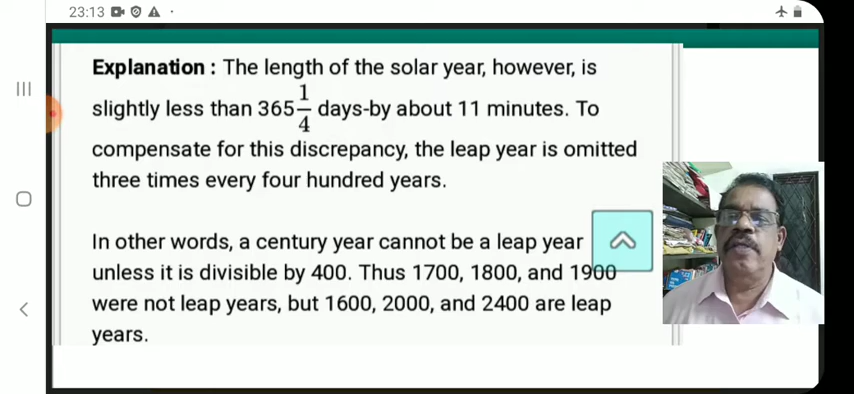 23:13
Explanation : The length of the solar year, however, is
slightly less than 365 1/4 days-by about 11 minutes. To
compensate for this discrepancy, the leap year is omitted
three times every four hundred years.
In other words, a century year cannot be a leap year
unless it is divisible by 400. Thus 1700, 1800, and 1900
were not leap years, but 1600, 2000, and 2400 are leap
years.